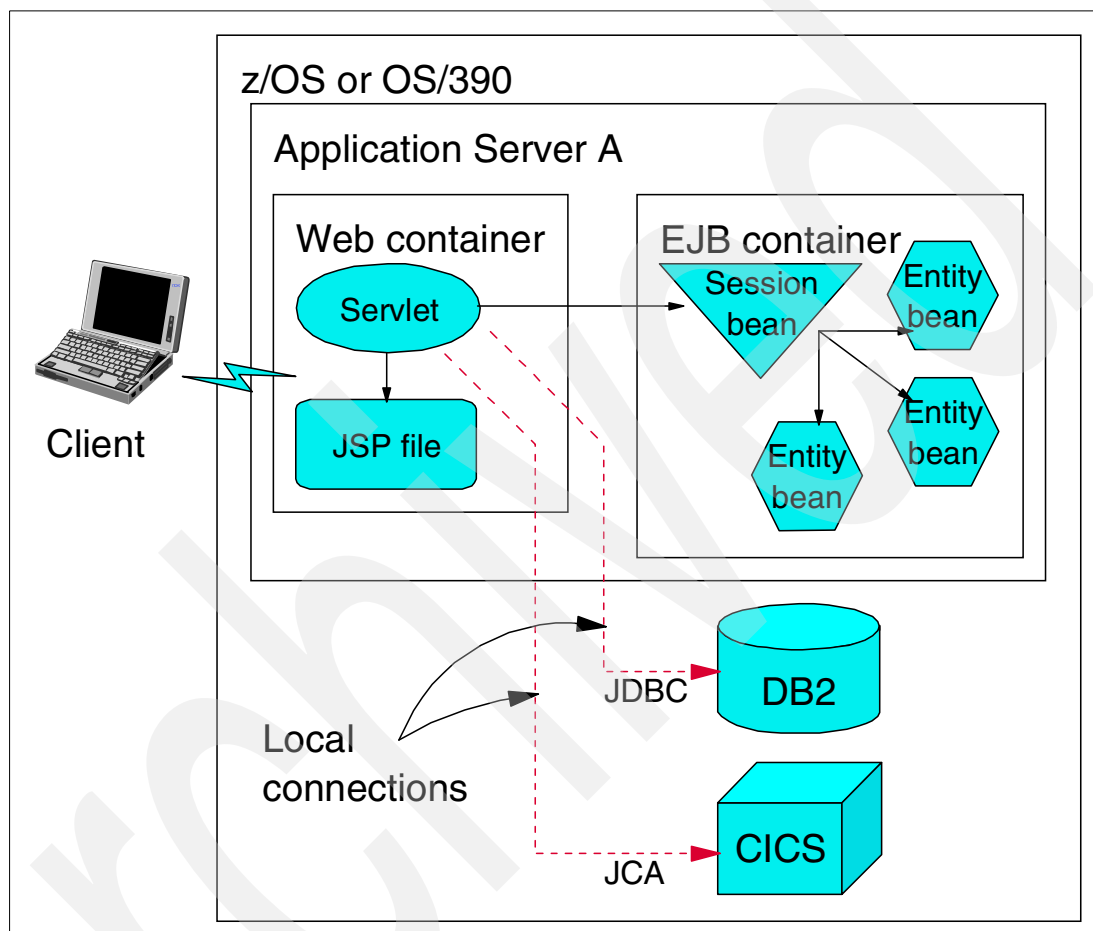 z/OS or OS/390
Application Server A
Web container
Servlet
JSP file
EJB container
Session
bean
Entity
bean
Entity
bean
Entity
bean
Client
Local
connections
JDBC
DB2
JCA
CICS